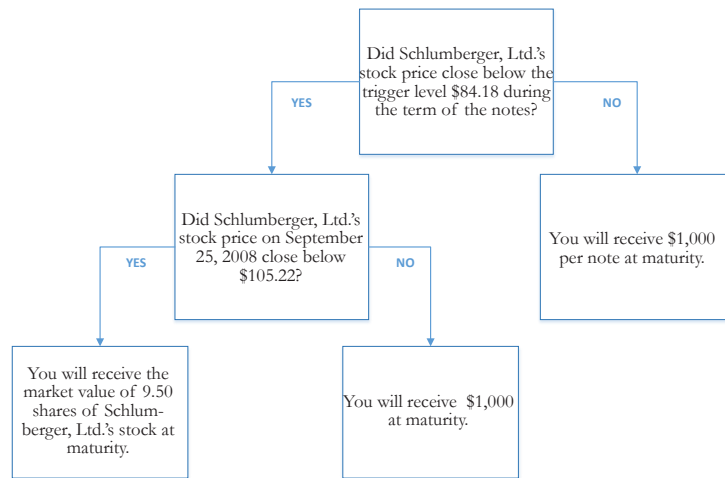 Did Schlumberger, Ltd.'s
stock price close below the
trigger level $84.18 during
the term of the notes?
YES
NO
Did Schlumberger, Ltd.'s
stock price on September
25, 2008 close below
$105.22?
You will receive $1,000
per note at maturity.
YES
NO
You will receive the
market value of 9.50
shares of Schlum-
berger, Ltd.'s stock at
maturity.
You will receive $1,000
at maturity.